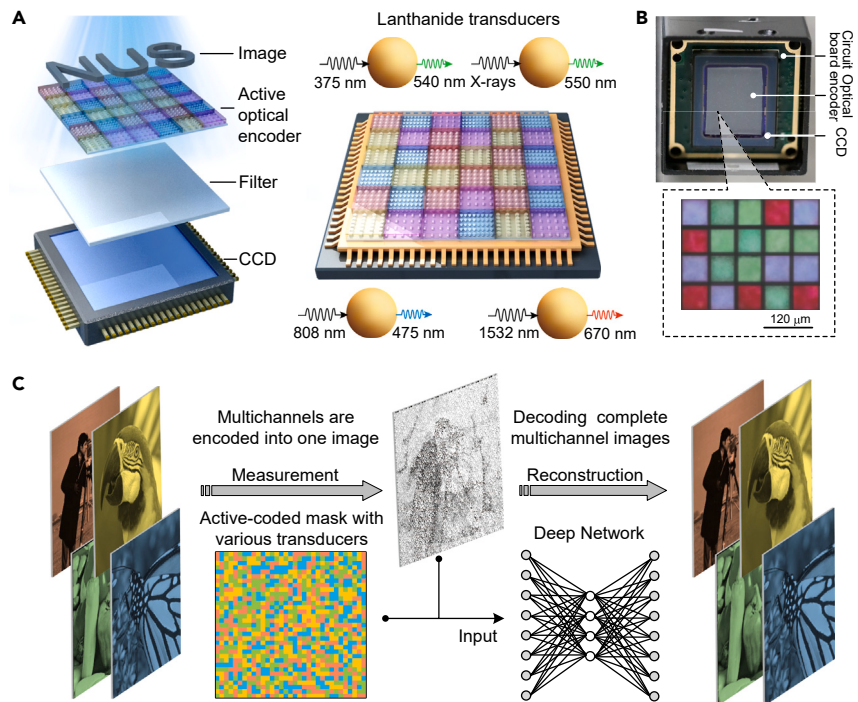 A
Lanthanide transducers
B
NUS
Image
Active
optical
encoder
Filter
CCD
375 nm
540 nm
X-rays
550 nm
808 nm
475 nm
1532 nm
670 nm
Circuit
board
Optical
encoder
CCD
120 μm
C
Multichannels are
encoded into one image
Measurement
Active-coded mask with
various transducers
Decoding complete
multichannel images
Reconstruction
Deep Network
Input